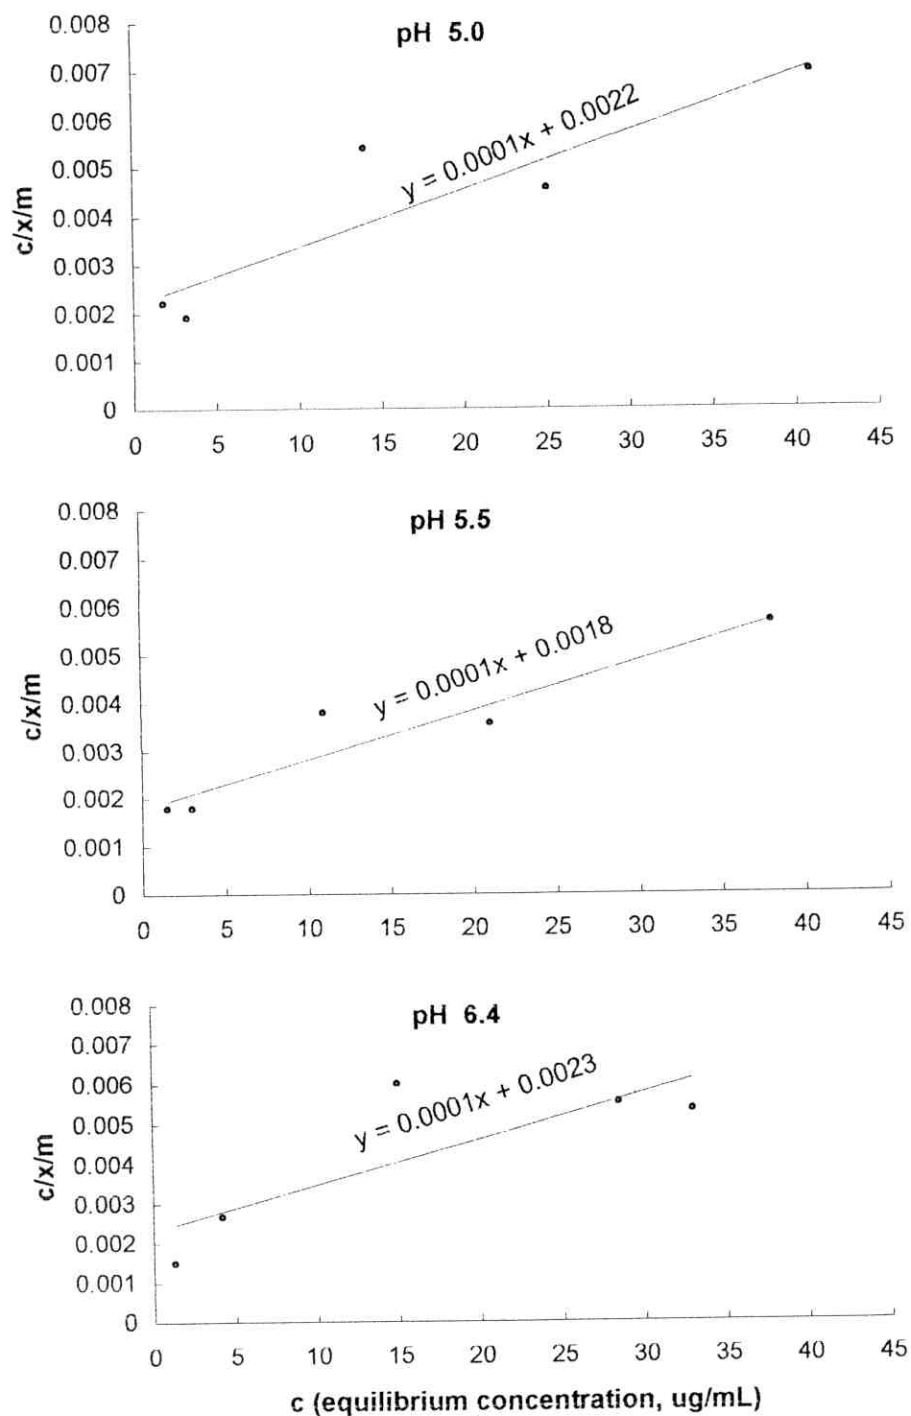 pH 5.0
0.008
0.007
0.006
0.005
0.004
0.003
0.002
0.001
0
c/x/m
y = 0.0001x + 0.0022
0 5 10 15 20 25 30 35 40 45
pH 5.5
0.008
0.007
0.006
0.005
0.004
0.003
0.002
0.001
0
c/x/m
y = 0.0001x + 0.0018
0 5 10 15 20 25 30 35 40 45
pH 6.4
0.008
0.007
0.006
0.005
0.004
0.003
0.002
0.001
0
c/x/m
y = 0.0001x + 0.0023
0 5 10 15 20 25 30 35 40 45
c (equilibrium concentration, ug/mL)